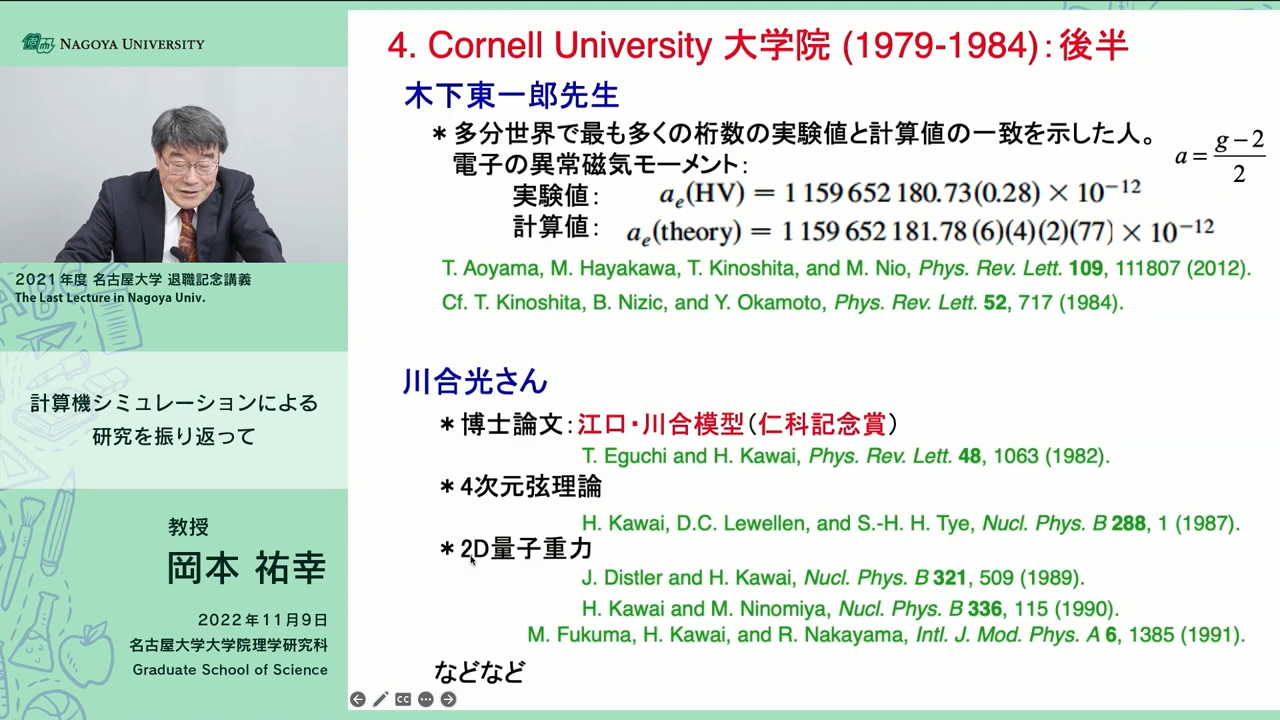 NAGOYA UNIVERSITY
2021年度 名古屋大学 退職記念講義
The Last Lecture in Nagoya Univ.
計算機シミュレーションによる
研究を振り返って
教授
岡本 祐幸
2022年11月9日
名古屋大学大学院理学研究科
Graduate School of Science
4. Cornell University 大学院 (1979-1984)：後半
木下東一郎先生
＊多分世界で最も多くの桁数の実験値と計算値の一致を示した人。
a = (g−2)/2
電子の異常磁気モーメント：
実験値： aₑ(HV) = 1 159 652 180.73(0.28) × 10⁻¹²
計算値： aₑ(theory) = 1 159 652 181.78 (6)(4)(2)(77) × 10⁻¹²
T. Aoyama, M. Hayakawa, T. Kinoshita, and M. Nio, Phys. Rev. Lett. 109, 111807 (2012).
Cf. T. Kinoshita, B. Nizic, and Y. Okamoto, Phys. Rev. Lett. 52, 717 (1984).
川合光さん
＊博士論文：江口・川合模型（仁科記念賞）
T. Eguchi and H. Kawai, Phys. Rev. Lett. 48, 1063 (1982).
＊4次元弦理論
H. Kawai, D.C. Lewellen, and S.-H. H. Tye, Nucl. Phys. B 288, 1 (1987).
＊2D量子重力
J. Distler and H. Kawai, Nucl. Phys. B 321, 509 (1989).
H. Kawai and M. Ninomiya, Nucl. Phys. B 336, 115 (1990).
M. Fukuma, H. Kawai, and R. Nakayama, Intl. J. Mod. Phys. A 6, 1385 (1991).
などなど
CC